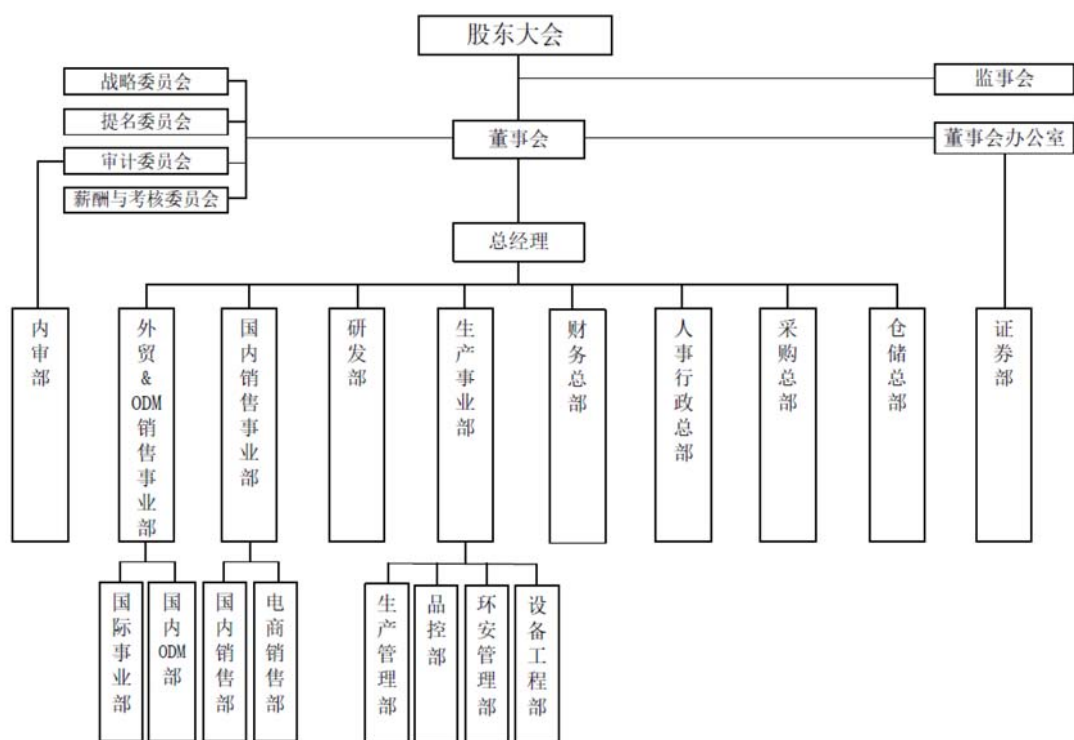 股东大会
战略委员会
监事会
提名委员会
董事会
董事会办公室
审计委员会
薪酬与考核委员会
总经理
内审部
外贸&ODM销售事业部
国内销售事业部
研发部
生产事业部
财务总部
人事行政总部
采购总部
仓储总部
证券部
国际事业部
国内ODM部
国内销售部
电商销售部
生产管理部
品控部
环安管理部
设备工程部